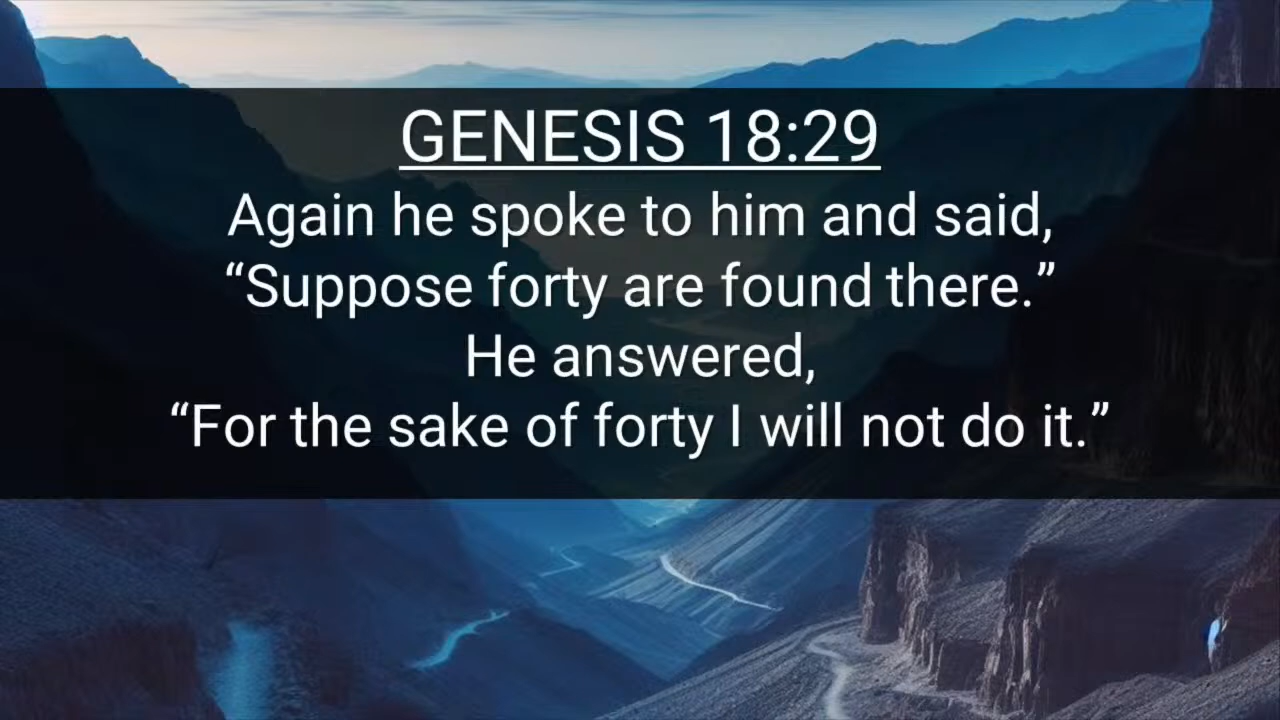 GENESIS 18:29
Again he spoke to him and said,
“Suppose forty are found there.”
He answered,
“For the sake of forty I will not do it.”